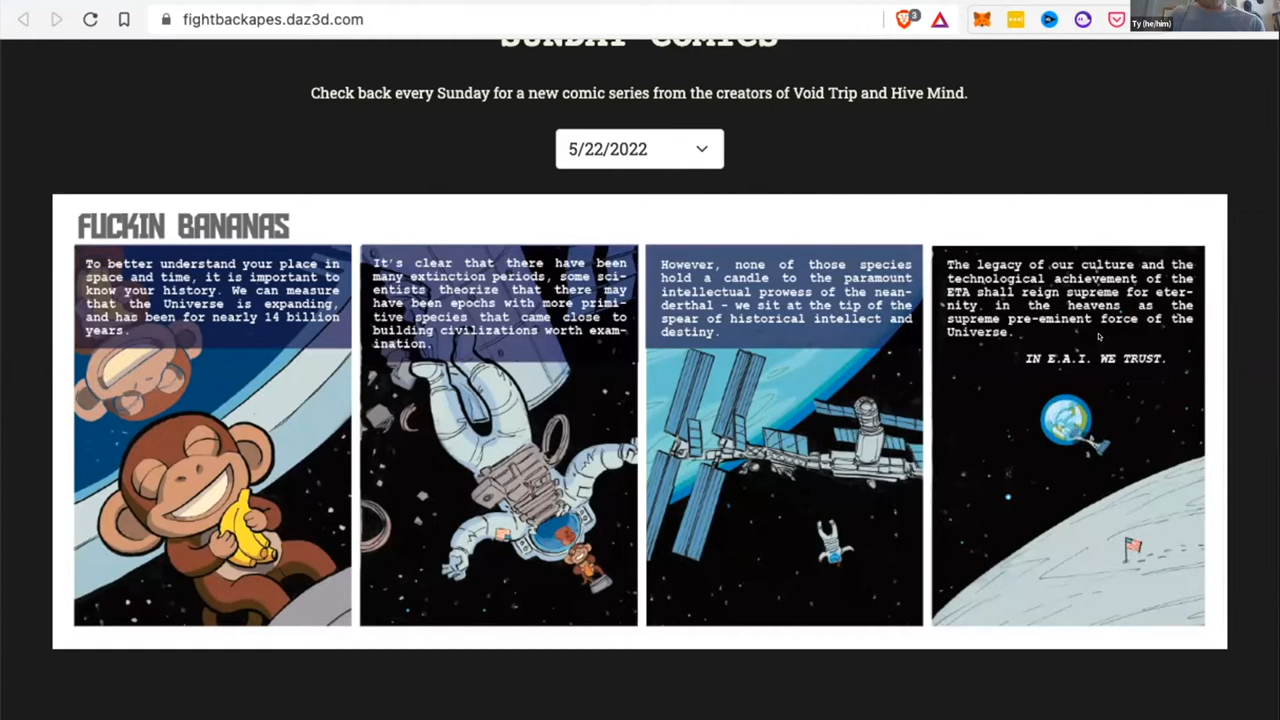 fightbackapes.daz3d.com
3
Ty (he/him)
SUNDAY COMICS
Check back every Sunday for a new comic series from the creators of Void Trip and Hive Mind.
5/22/2022
FUCKIN BANANAS
To better understand your place in
space and time, it is important to
know your history. We can measure
that the Universe is expanding,
and has been for nearly 14 billion
years.
It's clear that there have been
many extinction periods, some sci-
entists theorize that there may
have been epochs with more primi-
tive species that came close to
building civilizations worth exam-
ination.
However, none of those species
hold a candle to the paramount
intellectual prowess of the nean-
derthal - we sit at the tip of the
spear of historical intellect and
destiny.
The legacy of our culture and the
technological achievement of the
ETA shall reign supreme for eter-
nity in the heavens as the
supreme pre-eminent force of the
Universe.
IN E.A.I. WE TRUST.